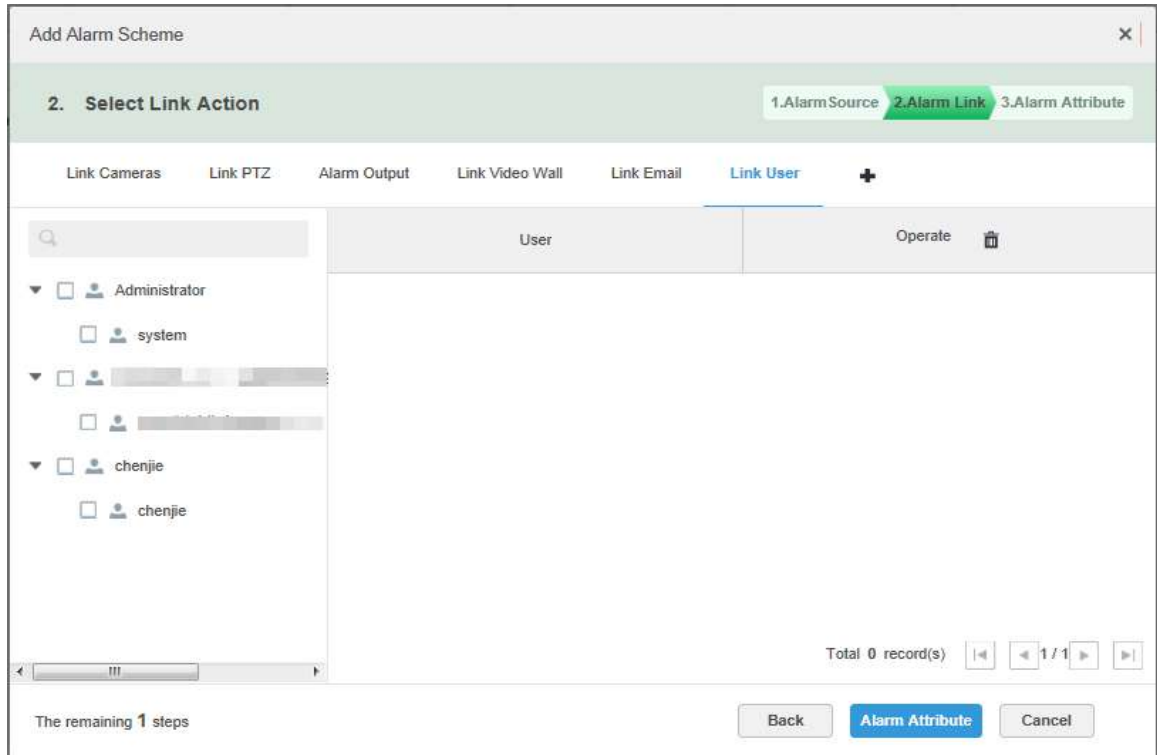 Add Alarm Scheme
2. Select Link Action
1.AlarmSource 2.Alarm Link 3.Alarm Attribute
Link Cameras Link PTZ Alarm Output Link Video Wall Link Email Link User
User Operate
Administrator
system
chenjie
chenjie
Total 0 record(s) 1 / 1
The remaining 1 steps Back Alarm Attribute Cancel